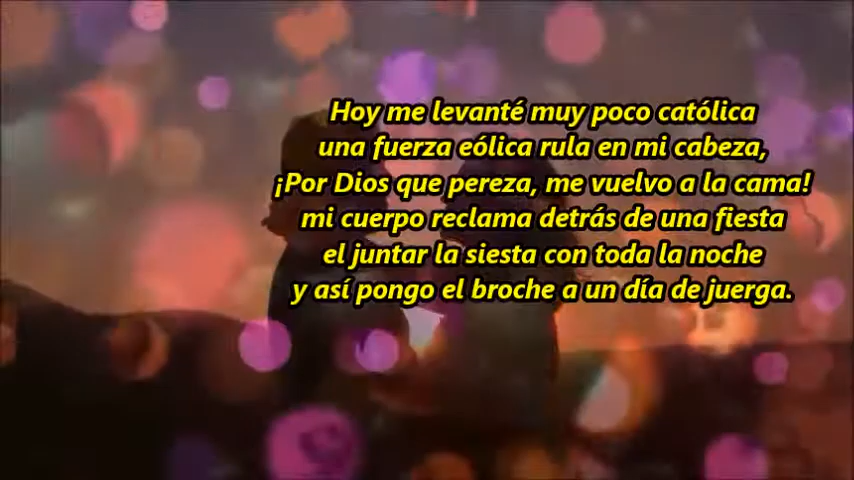 Hoy me levanté muy poco católica
una fuerza eólica rula en mi cabeza,
¡Por Dios que pereza, me vuelvo a la cama!
mi cuerpo reclama detrás de una fiesta
el juntar la siesta con toda la noche
y así pongo el broche a un día de juerga.